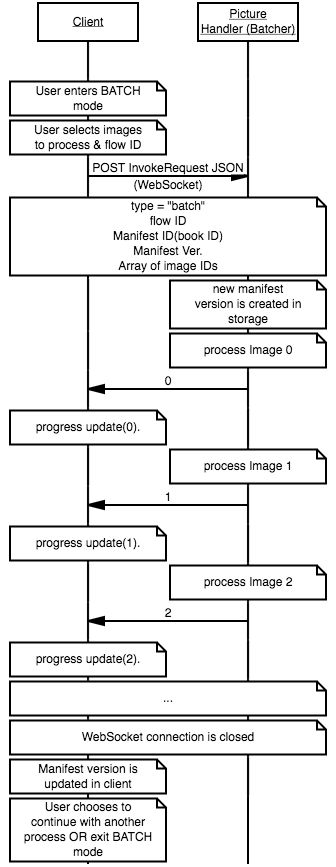 Client
Picture
Handler (Batcher)
User enters BATCH
mode
User selects images
to process & flow ID
POST InvokeRequest JSON
(WebSocket)
type = "batch"
flow ID
Manifest ID(book ID)
Manifest Ver.
Array of image IDs
new manifest
version is created in
storage
process Image 0
0
progress update(0).
process Image 1
1
progress update(1).
process Image 2
2
progress update(2).
...
WebSocket connection is closed
Manifest version is
updated in client
User chooses to
continue with another
process OR exit BATCH
mode